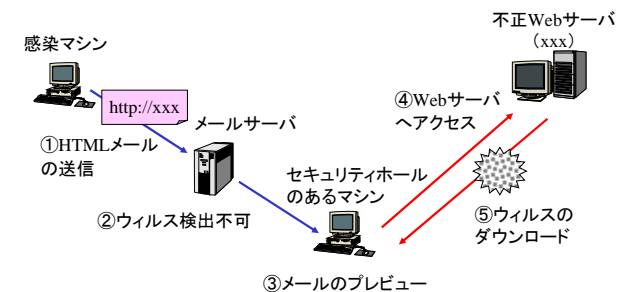 感染マシン
http://xxx
①HTMLメール
の送信
メールサーバ
②ウィルス検出不可
セキュリティホール
のあるマシン
③メールのプレビュー
④Webサーバ
へアクセス
不正Webサーバ
（xxx）
⑤ウィルスの
ダウンロード